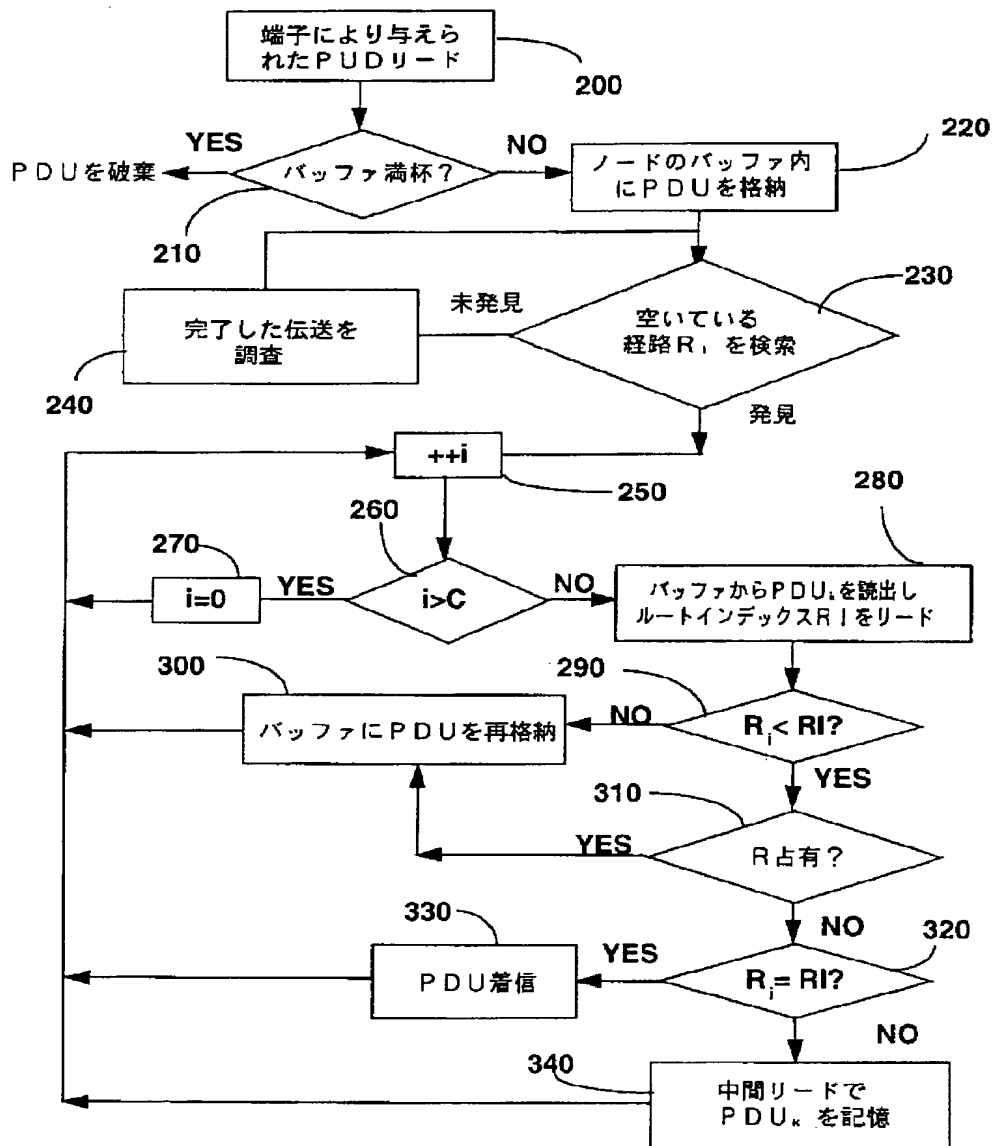 端子により与えら
れたＰＵＤリード
200
YES
NO
ＰＤＵを破棄
バッファ満杯？
210
ノードのバッファ内
にＰＤＵを格納
220
未発見
空いている
経路Ｒi を検索
230
完了した伝送を
調査
240
発見
++i
250
260
270
i=0
YES
i>C
NO
280
バッファからＰＤＵiを読出し
ルートインデックスＲＩをリード
300
バッファにＰＤＵを再格納
290
NO
Ri< RI?
YES
310
YES
Ｒ占有？
NO
330
ＰＤＵ着信
YES
Ri= RI?
320
NO
340
中間リードで
ＰＤＵK を記憶